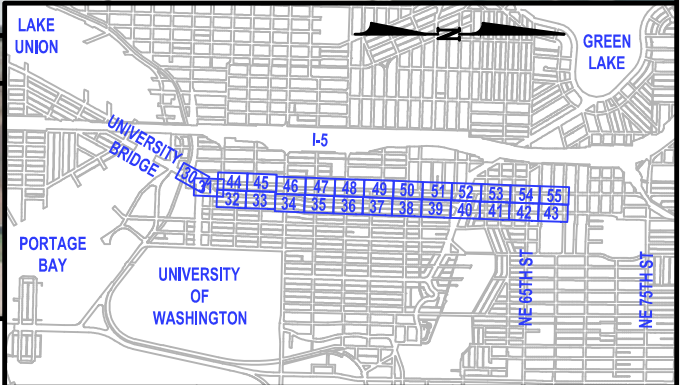 LAKE
UNION
N
GREEN
LAKE
UNIVERSITY
BRIDGE
I-5
30
31
44 45 46 47 48 49 50 51 52 53 54 55
32 33 34 35 36 37 38 39 40 41 42 43
PORTAGE
BAY
UNIVERSITY
OF
WASHINGTON
NE 65TH ST
NE 75TH ST